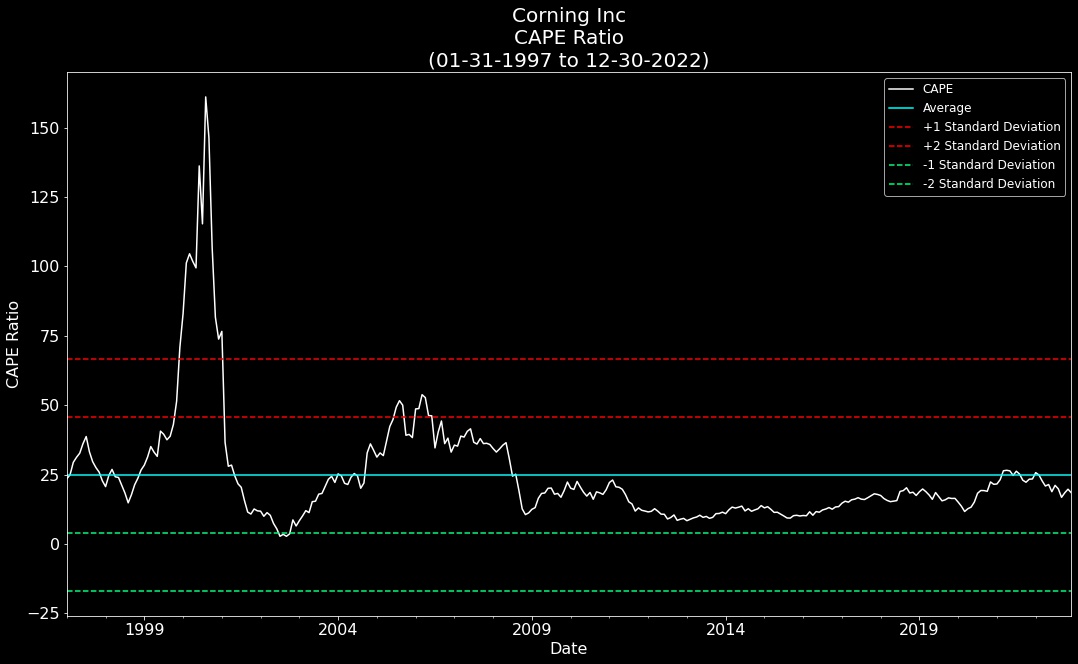 Corning Inc
CAPE Ratio
(01-31-1997 to 12-30-2022)
CAPE
Average
+1 Standard Deviation
+2 Standard Deviation
-1 Standard Deviation
-2 Standard Deviation
CAPE Ratio
150
125
100
75
50
25
0
−25
1999
2004
2009
2014
2019
Date